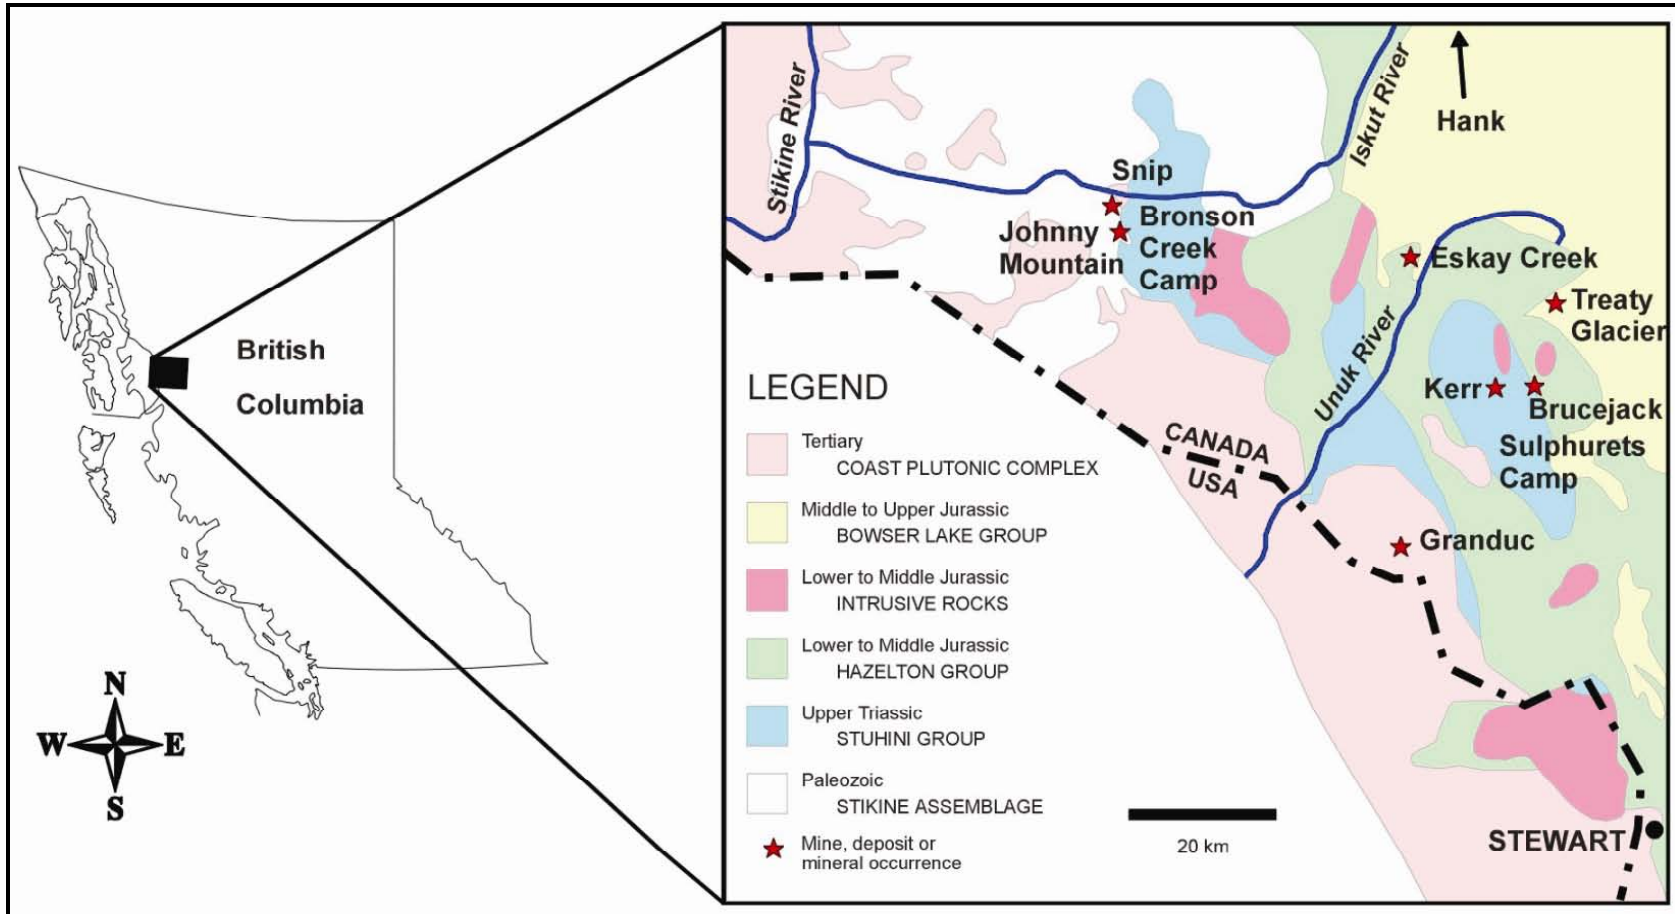 British
Columbia
N
W
E
S
Stikine River
Iskut River
Hank
Snip
Bronson
Creek
Camp
Johnny
Mountain
Eskay Creek
Treaty
Glacier
Unuk River
Kerr
Brucejack
Sulphurets
Camp
CANADA
USA
Granduc
STEWART
LEGEND
Tertiary
COAST PLUTONIC COMPLEX
Middle to Upper Jurassic
BOWSER LAKE GROUP
Lower to Middle Jurassic
INTRUSIVE ROCKS
Lower to Middle Jurassic
HAZELTON GROUP
Upper Triassic
STUHINI GROUP
Paleozoic
STIKINE ASSEMBLAGE
Mine, deposit or
mineral occurrence
20 km